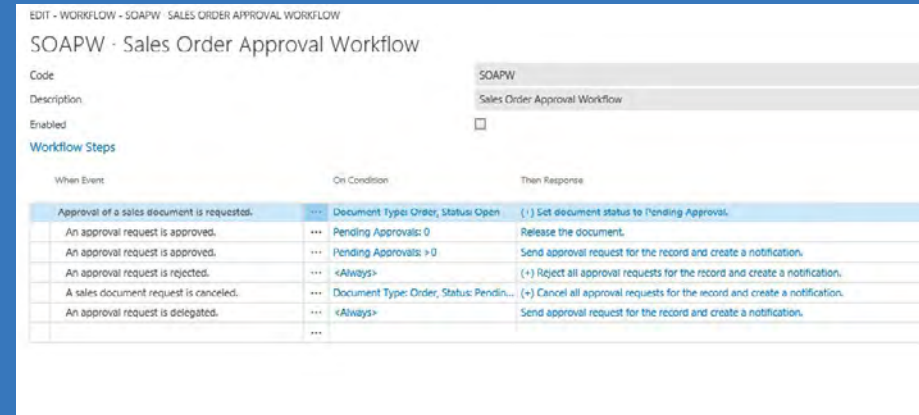 EDIT - WORKFLOW - SOAPW · SALES ORDER APPROVAL WORKFLOW
SOAPW · Sales Order Approval Workflow
Code SOAPW
Description Sales Order Approval Workflow
Enabled
Workflow Steps
When Event On Condition Then Response
Approval of a sales document is requested. ... Document Type: Order, Status: Open (+) Set document status to Pending Approval.
An approval request is approved. ... Pending Approvals: 0 Release the document.
An approval request is approved. ... Pending Approvals: >0 Send approval request for the record and create a notification.
An approval request is rejected. ... <Always> (+) Reject all approval requests for the record and create a notification.
A sales document request is canceled. ... Document Type: Order, Status: Pendin... (+) Cancel all approval requests for the record and create a notification.
An approval request is delegated. ... <Always> Send approval request for the record and create a notification.
...